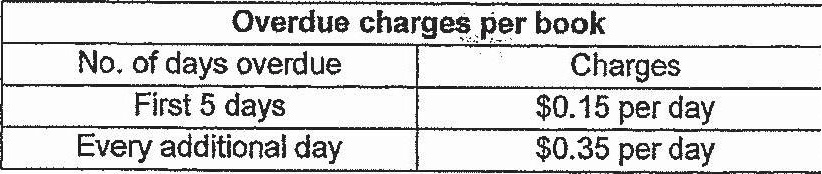 Overdue charges per book
No. of days overdue Charges
First 5 days $0.15 per day
Every additional day $0.35 per day